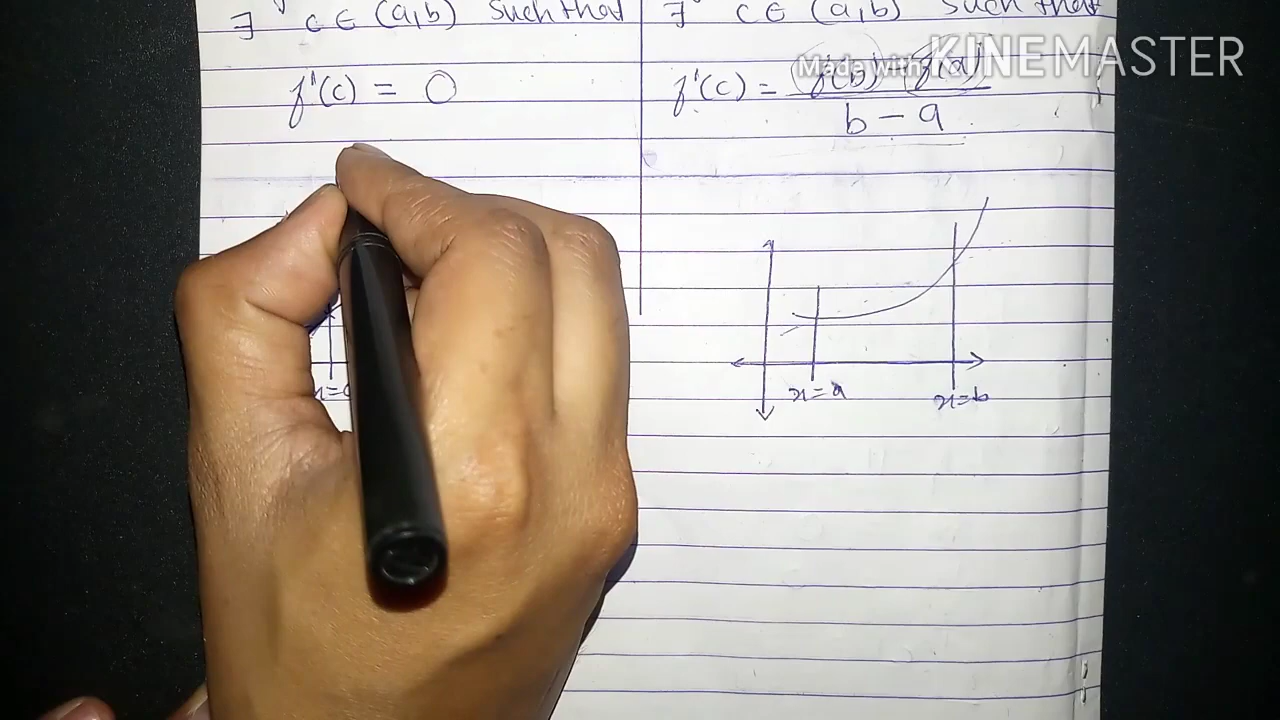 ∃ c ∈ (a,b) such that
f'(c) = 0
x=a
∃ c ∈ (a,b) such that
f'(c) = f(b) - f(a)
b - a
x=a
x=b
Made with KINEMASTER